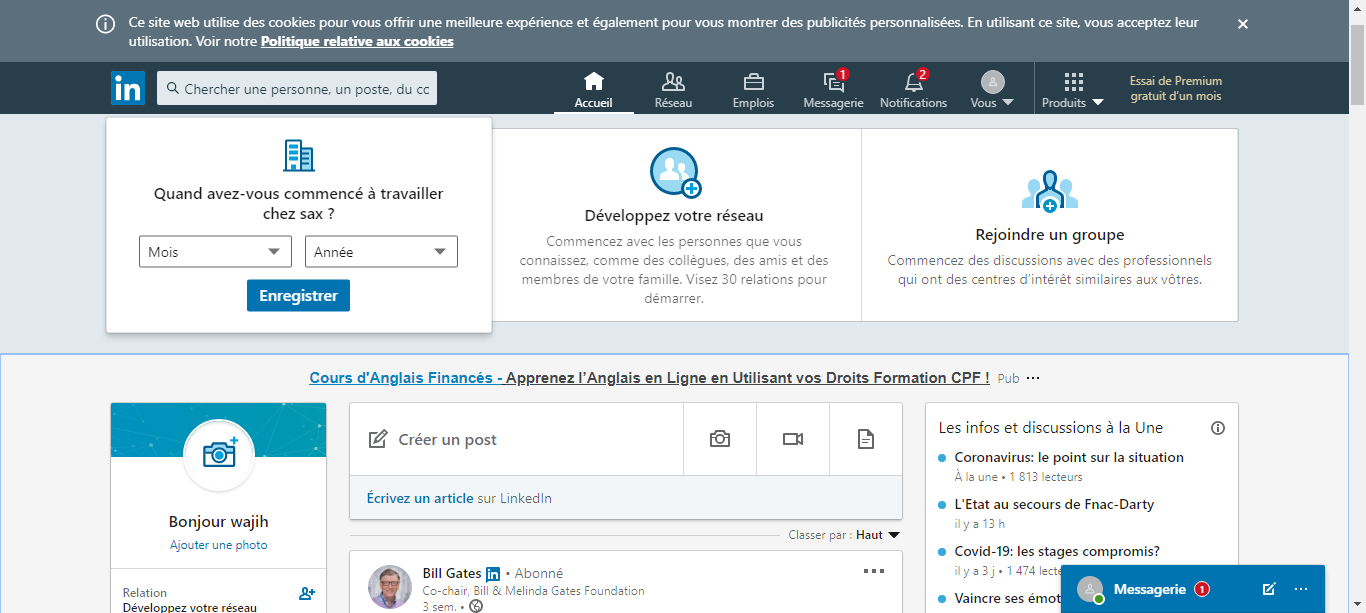 Ce site web utilise des cookies pour vous offrir une meilleure expérience et également pour vous montrer des publicités personnalisées. En utilisant ce site, vous acceptez leur
utilisation. Voir notre Politique relative aux cookies
in
Chercher une personne, un poste, du cc
Accueil
Réseau
Emplois
1
Messagerie
2
Notifications
Vous
Produits
Essai de Premium
gratuit d'un mois
Quand avez-vous commencé à travailler
chez sax ?
Mois
Année
Enregistrer
Développez votre réseau
Commencez avec les personnes que vous
connaissez, comme des collègues, des amis et des
membres de votre famille. Visez 30 relations pour
démarrer.
Rejoindre un groupe
Commencez des discussions avec des professionnels
qui ont des centres d'intérêt similaires aux vôtres.
Cours d'Anglais Financés - Apprenez l'Anglais en Ligne en Utilisant vos Droits Formation CPF ! Pub ···
Bonjour wajih
Ajouter une photo
Relation
Développez votre réseau
Créer un post
Écrivez un article sur LinkedIn
Classer par : Haut
Bill Gates in • Abonné
Co-chair, Bill & Melinda Gates Foundation
3 sem. •
Les infos et discussions à la Une
Coronavirus: le point sur la situation
À la une • 1 813 lecteurs
L'Etat au secours de Fnac-Darty
il y a 13 h
Covid-19: les stages compromis?
il y a 3 j • 1 474 lecte
Vaincre ses émot
Messagerie 1